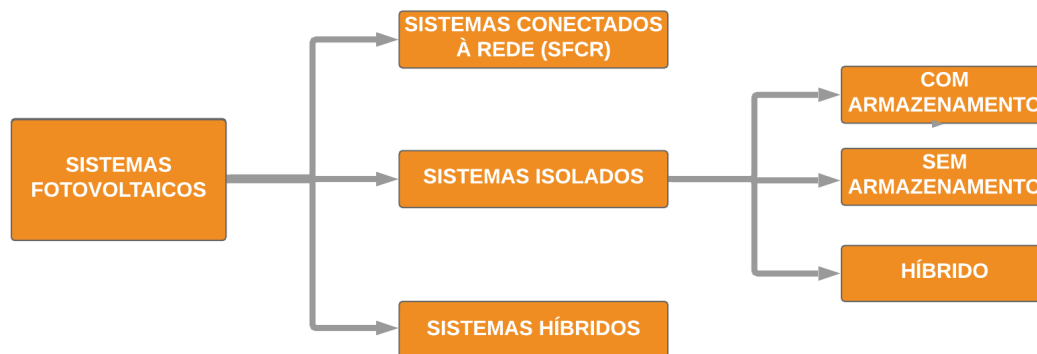 SISTEMAS CONECTADOS
À REDE (SFCR)
COM
ARMAZENAMENTO
SISTEMAS
FOTOVOLTAICOS
SISTEMAS ISOLADOS
SEM
ARMAZENAMENTO
HÍBRIDO
SISTEMAS HÍBRIDOS